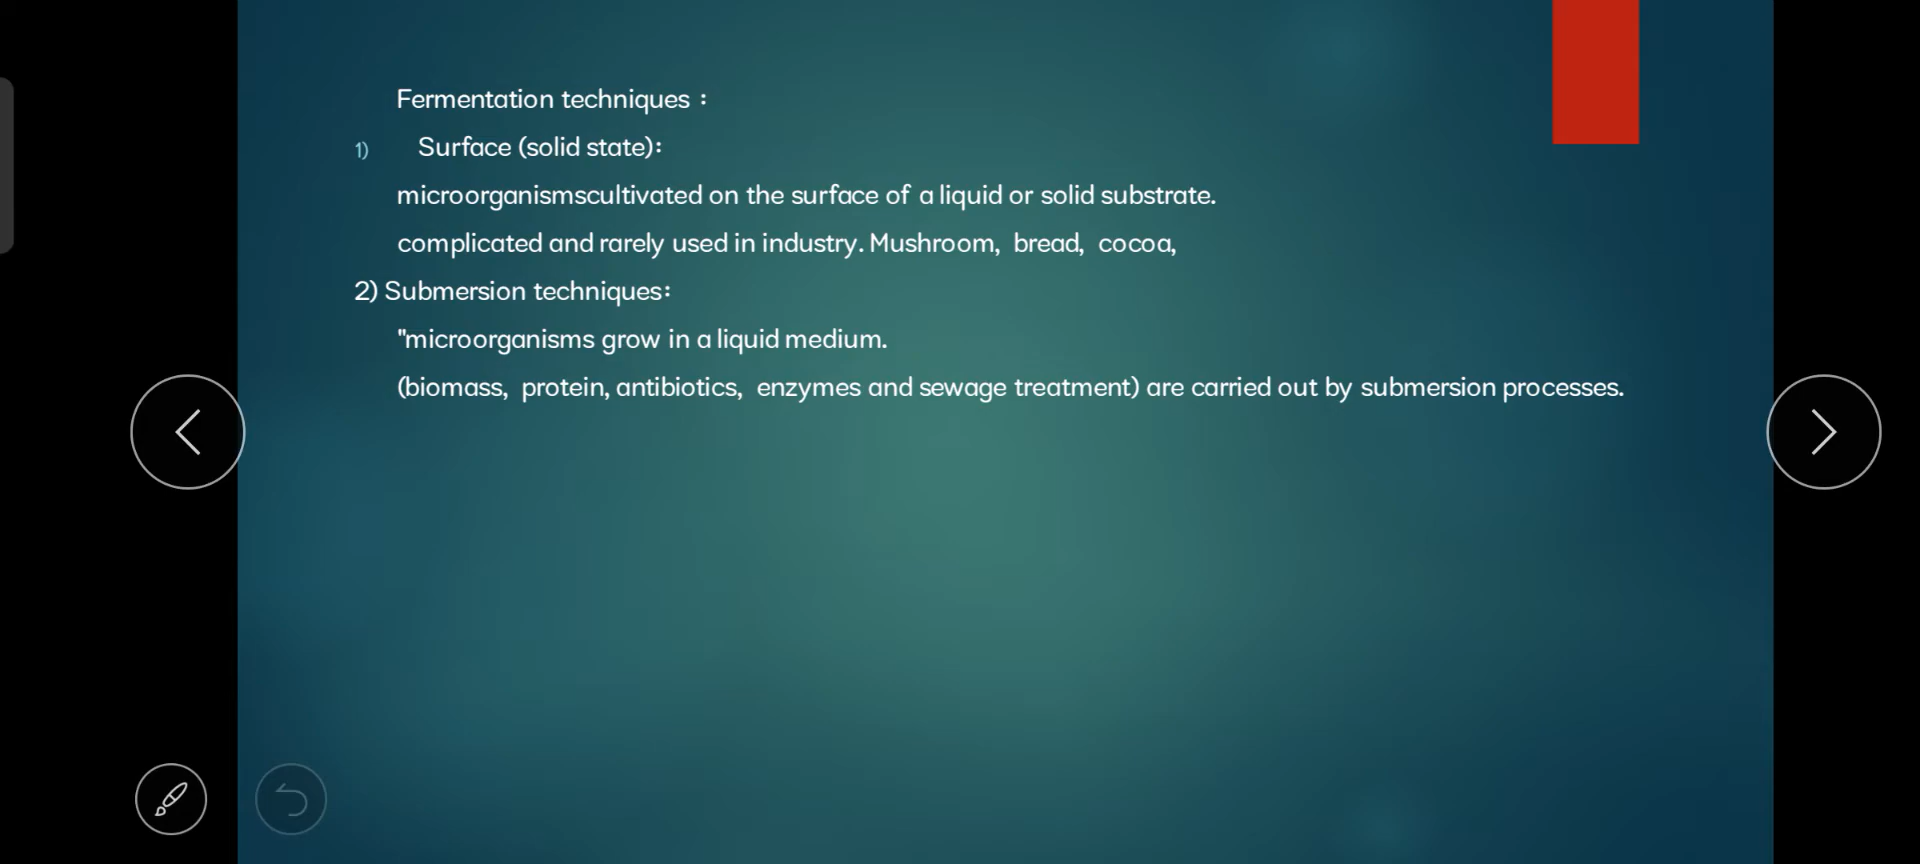 Fermentation techniques :
1) Surface (solid state):
microorganismscultivated on the surface of a liquid or solid substrate.
complicated and rarely used in industry. Mushroom, bread, cocoa,
2) Submersion techniques:
"microorganisms grow in a liquid medium.
(biomass, protein, antibiotics, enzymes and sewage treatment) are carried out by submersion processes.